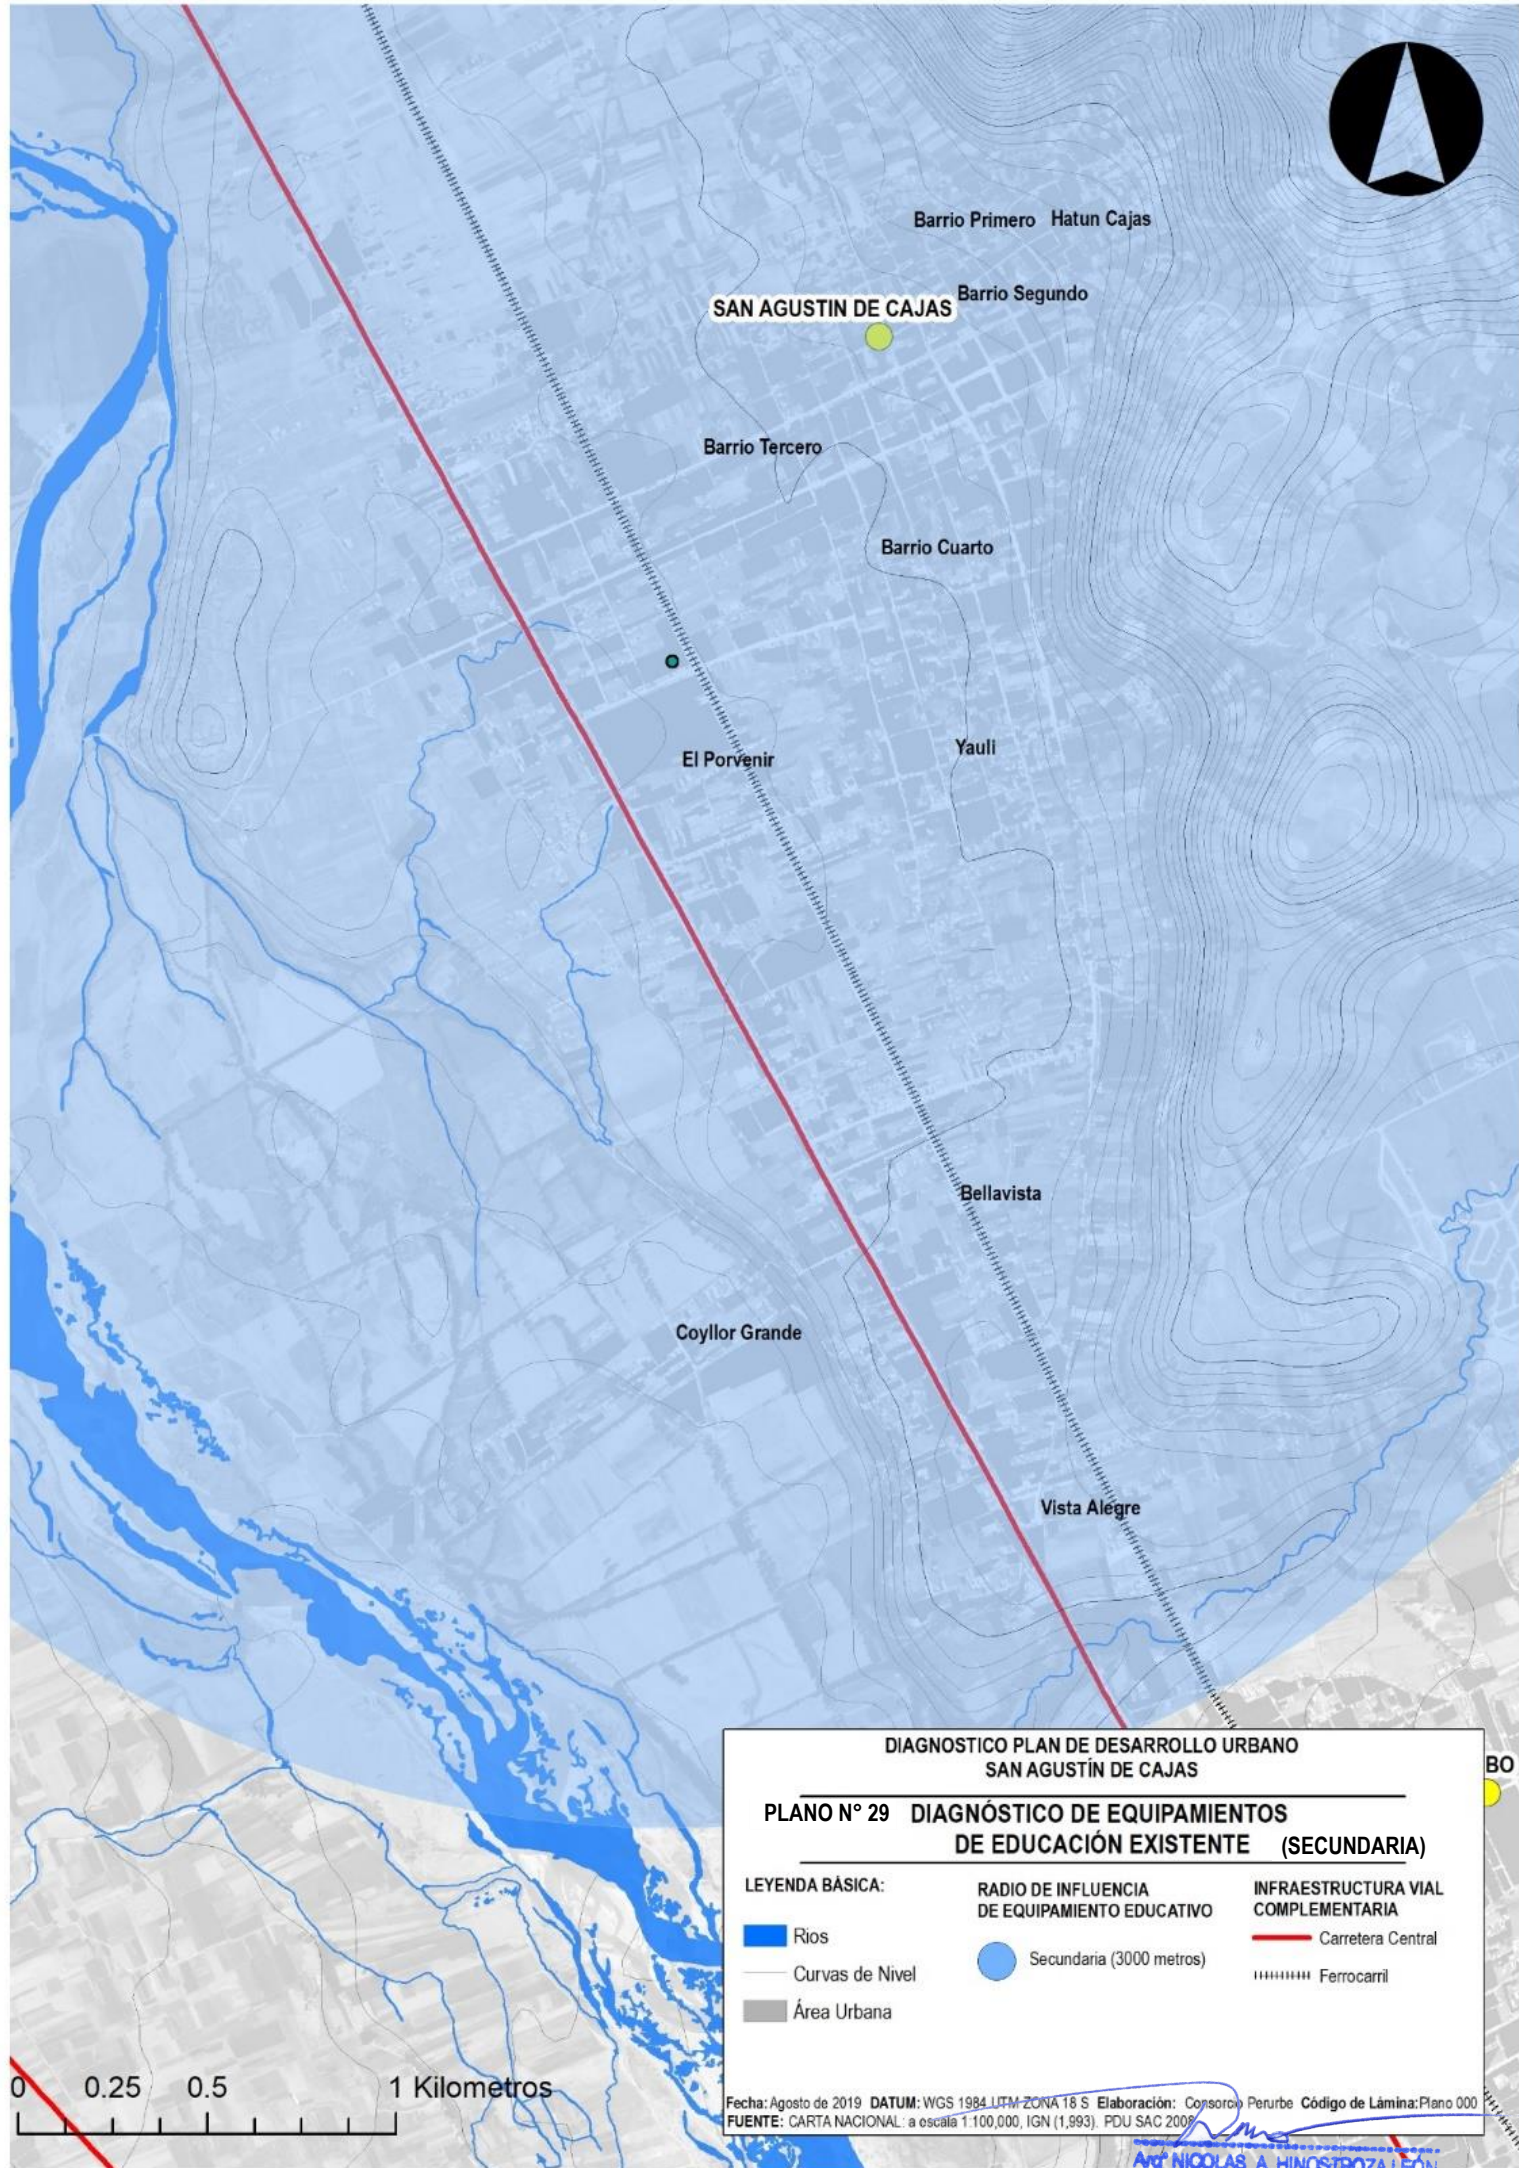 Barrio Primero Hatun Cajas
Barrio Segundo
SAN AGUSTIN DE CAJAS
Barrio Tercero
Barrio Cuarto
El Porvenir
Yauli
Bellavista
Coyllor Grande
Vista Alegre
BO
DIAGNOSTICO PLAN DE DESARROLLO URBANO
SAN AGUSTÍN DE CAJAS
PLANO N° 29 DIAGNÓSTICO DE EQUIPAMIENTOS
DE EDUCACIÓN EXISTENTE (SECUNDARIA)
LEYENDA BÁSICA:
Rios
Curvas de Nivel
Área Urbana
RADIO DE INFLUENCIA
DE EQUIPAMIENTO EDUCATIVO
Secundaria (3000 metros)
INFRAESTRUCTURA VIAL
COMPLEMENTARIA
Carretera Central
Ferrocarril
0 0.25 0.5 1 Kilometros
Fecha: Agosto de 2019 DATUM: WGS 1984 UTM ZONA 18 S Elaboración: Consorcio Perurbe Código de Lámina: Plano 000
FUENTE: CARTA NACIONAL: a escala 1:100,000, IGN (1,993). PDU SAC 2008
Arqº NICOLAS A. HINOSTROZA LEÓN